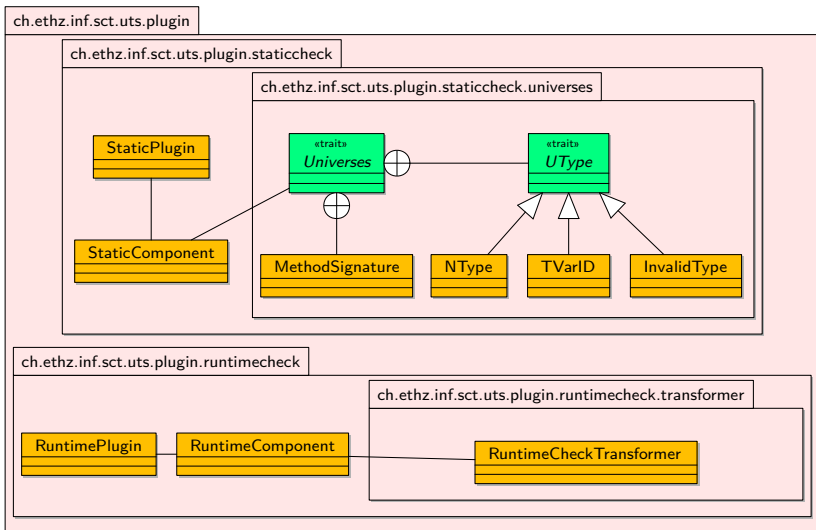 ch.ethz.inf.sct.uts.plugin
ch.ethz.inf.sct.uts.plugin.staticcheck
ch.ethz.inf.sct.uts.plugin.staticcheck.universes
«trait»
Universes
«trait»
UType
StaticPlugin
StaticComponent
MethodSignature
NType
TVarID
InvalidType
ch.ethz.inf.sct.uts.plugin.runtimecheck
ch.ethz.inf.sct.uts.plugin.runtimecheck.transformer
RuntimePlugin
RuntimeComponent
RuntimeCheckTransformer